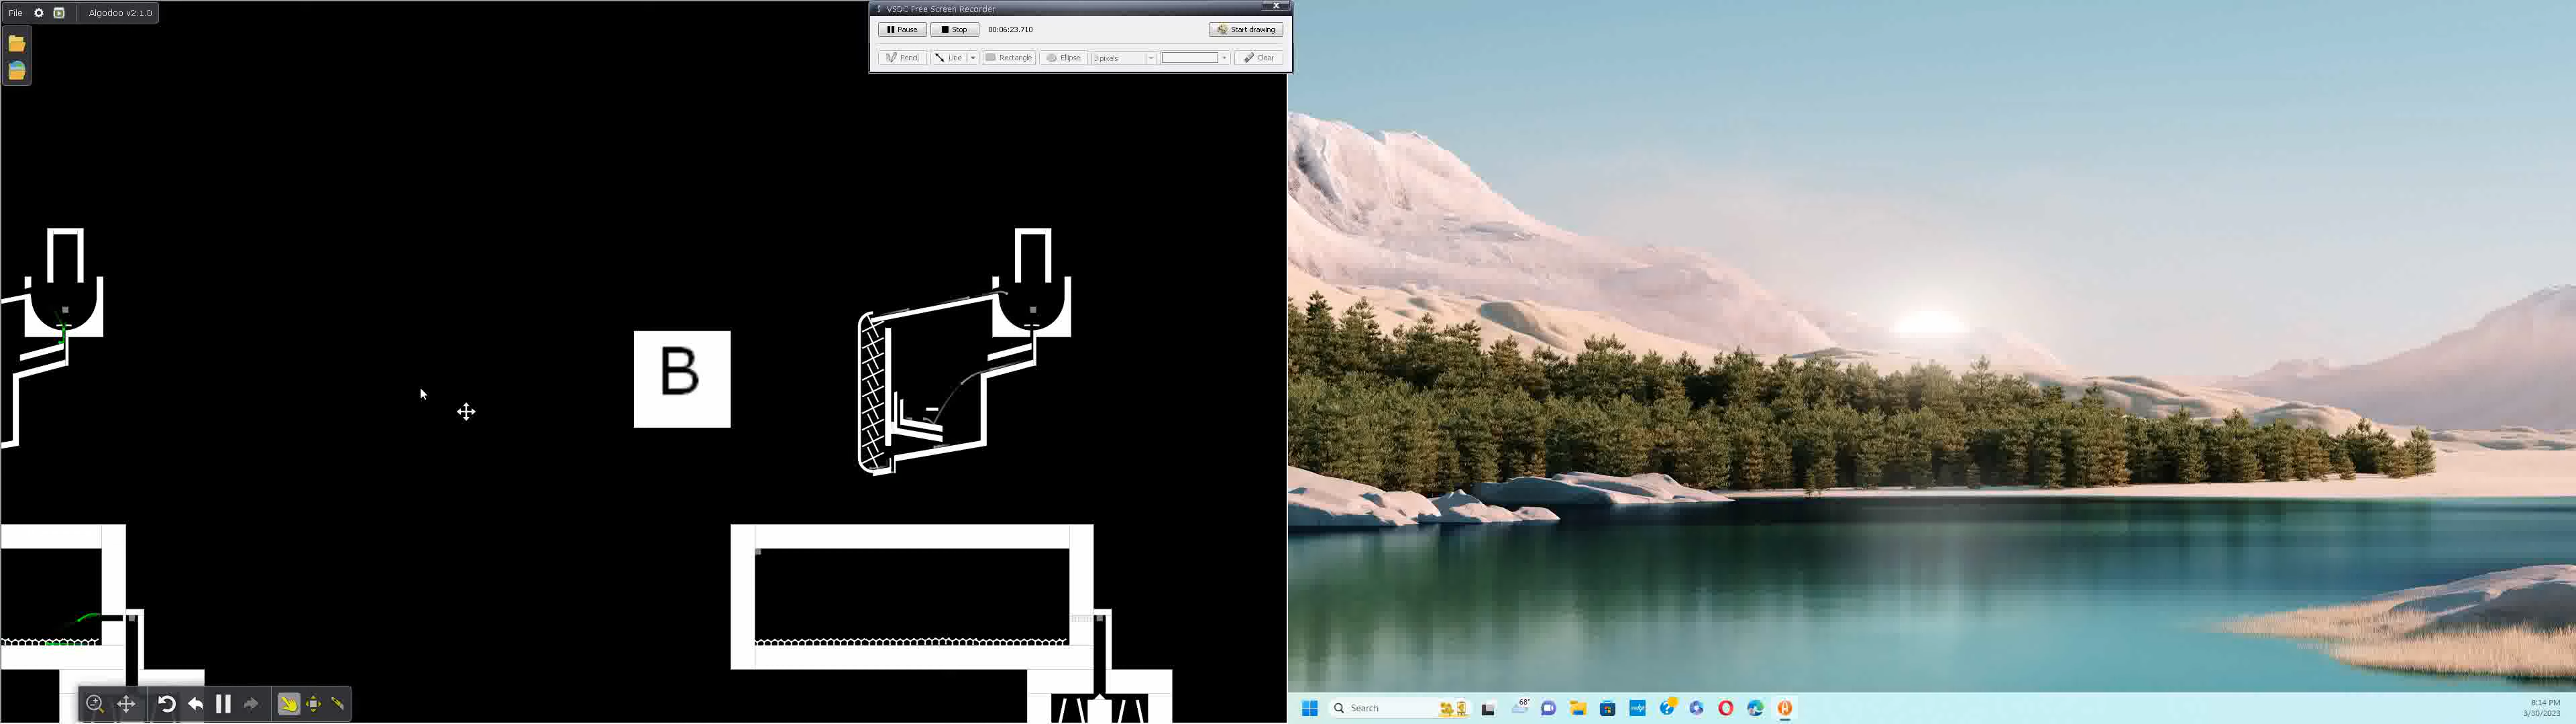 File
Algodoo v2.1.0
VSDC Free Screen Recorder
Pause
Stop
00:06:23.710
Start drawing
Pencil
Line
Rectangle
Ellipse
3 pixels
Clear
B
Search
68°
8:14 PM
3/30/2023